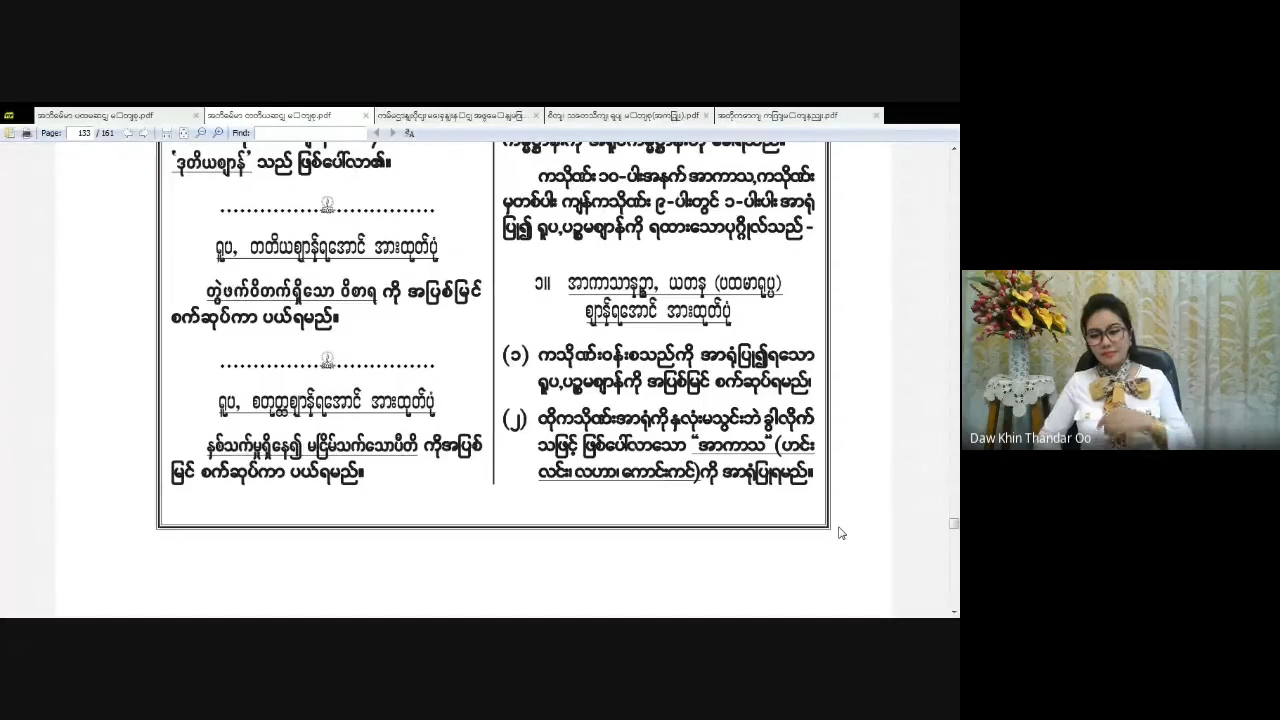 Page: 133 / 161 Find:
'ဒုတိယဈာန်' သည် ဖြစ်ပေါ်လာ၏။
ရူပ, တတိယဈာန်ရအောင် အားထုတ်ပုံ
တွဲဖက်ဝိတက်ရှိသော ဝိစာရ ကို အပြစ်မြင်
စက်ဆုပ်ကာ ပယ်ရမည်။
ရူပ, စတုတ္ထဈာန်ရအောင် အားထုတ်ပုံ
နှစ်သက်မှုရှိနေ၍ မငြိမ်သက်သောပီတိ ကိုအပြစ်
မြင် စက်ဆုပ်ကာ ပယ်ရမည်။
ကသိုဏ်း ၁၀-ပါးအနက် အာကာသ,ကသိုဏ်း
မှတစ်ပါး ကျန်ကသိုဏ်း ၉-ပါးတွင် ၁-ပါးပါး အာရုံ
ပြု၍ ရူပ,ပဉ္စမဈာန်ကို ရထားသောပုဂ္ဂိုလ်သည် -
၁။ အာကာသာနဉ္စာ, ယတန (ပထမာရုပ္ပ)
ဈာန်ရအောင် အားထုတ်ပုံ
(၁) ကသိုဏ်းဝန်းစသည်ကို အာရုံပြု၍ရသော
ရူပ,ပဉ္စမဈာန်ကို အပြစ်မြင် စက်ဆုပ်ရမည်၊
(၂) ထိုကသိုဏ်းအာရုံကို နှလုံးမသွင်းဘဲ ခွါလိုက်
သဖြင့် ဖြစ်ပေါ်လာသော "အာကာသ" (ဟင်း
လင်း၊ လဟာ၊ ကောင်းကင်)ကို အာရုံပြုရမည်။
Daw Khin Thandar Oo